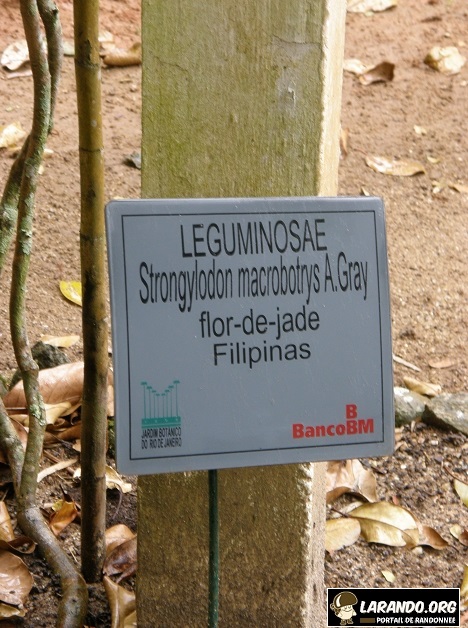 LEGUMINOSAE
Strongylodon macrobotrys A.Gray
flor-de-jade
Filipinas
JARDIM BOTÂNICO
DO RIO DE JANEIRO
B
BancoBM
LARANDO.ORG
PORTAIL DE RANDONNÉE